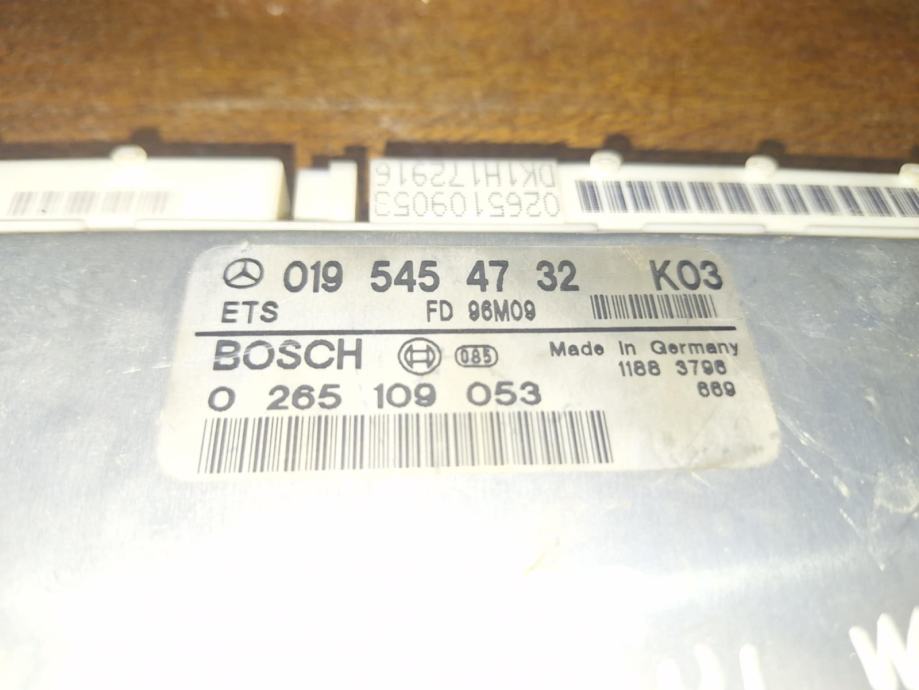 DK1H172916
0265109053
019 545 47 32 K03
ETS FD 96M09
BOSCH 085 Made in Germany
1188 3796
0 265 109 053 669